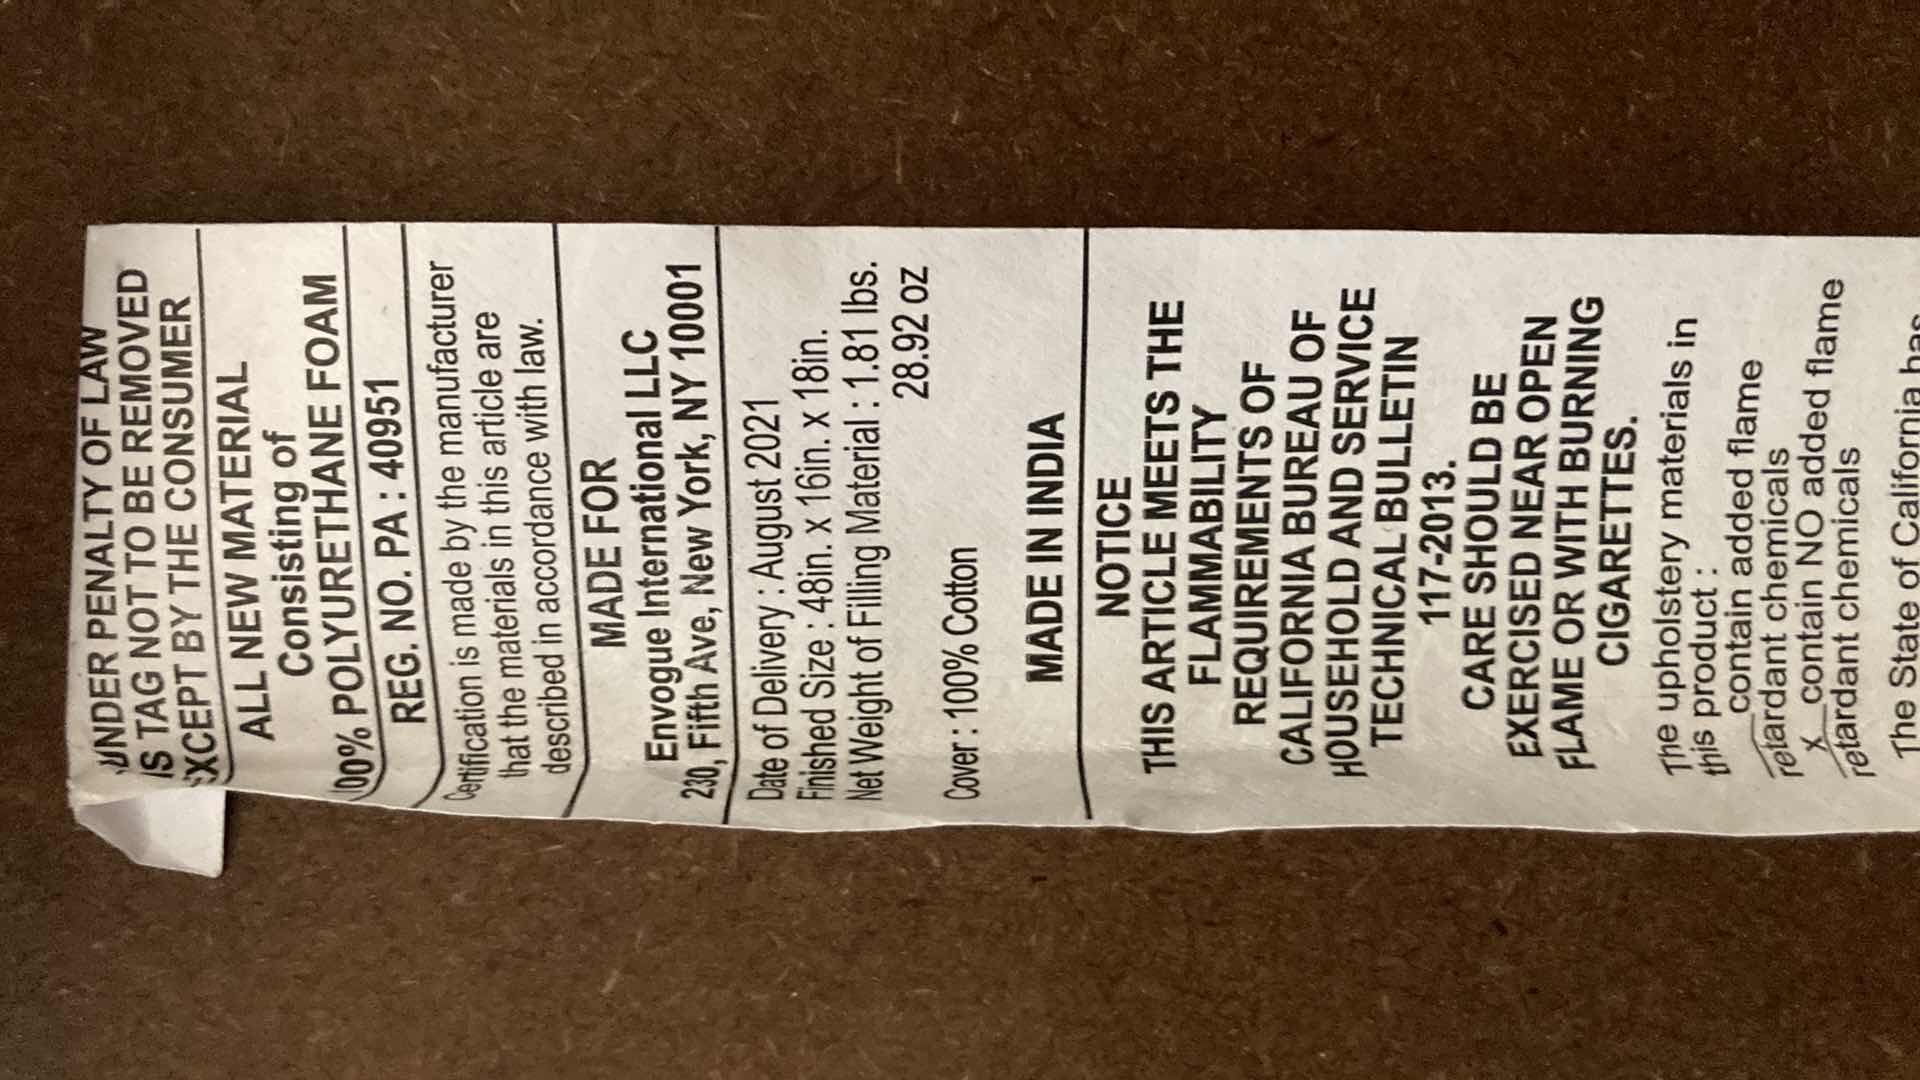 UNDER PENALTY OF LAW
IS TAG NOT TO BE REMOVED
EXCEPT BY THE CONSUMER
ALL NEW MATERIAL
Consisting of
00% POLYURETHANE FOAM
REG. NO. PA : 40951
Certification is made by the manufacturer
that the materials in this article are
described in accordance with law.
MADE FOR
Envogue International LLC
230, Fifth Ave, New York, NY 10001
Date of Delivery : August 2021
Finished Size : 48in. x 16in. x 18in.
Net Weight of Filling Material : 1.81 lbs.
28.92 oz
Cover : 100% Cotton
MADE IN INDIA
NOTICE
THIS ARTICLE MEETS THE
FLAMMABILITY
REQUIREMENTS OF
CALIFORNIA BUREAU OF
HOUSEHOLD AND SERVICE
TECHNICAL BULLETIN
117-2013.
CARE SHOULD BE
EXERCISED NEAR OPEN
FLAME OR WITH BURNING
CIGARETTES.
The upholstery materials in
this product :
__contain added flame
retardant chemicals
X__contain NO added flame
retardant chemicals
The State of California has